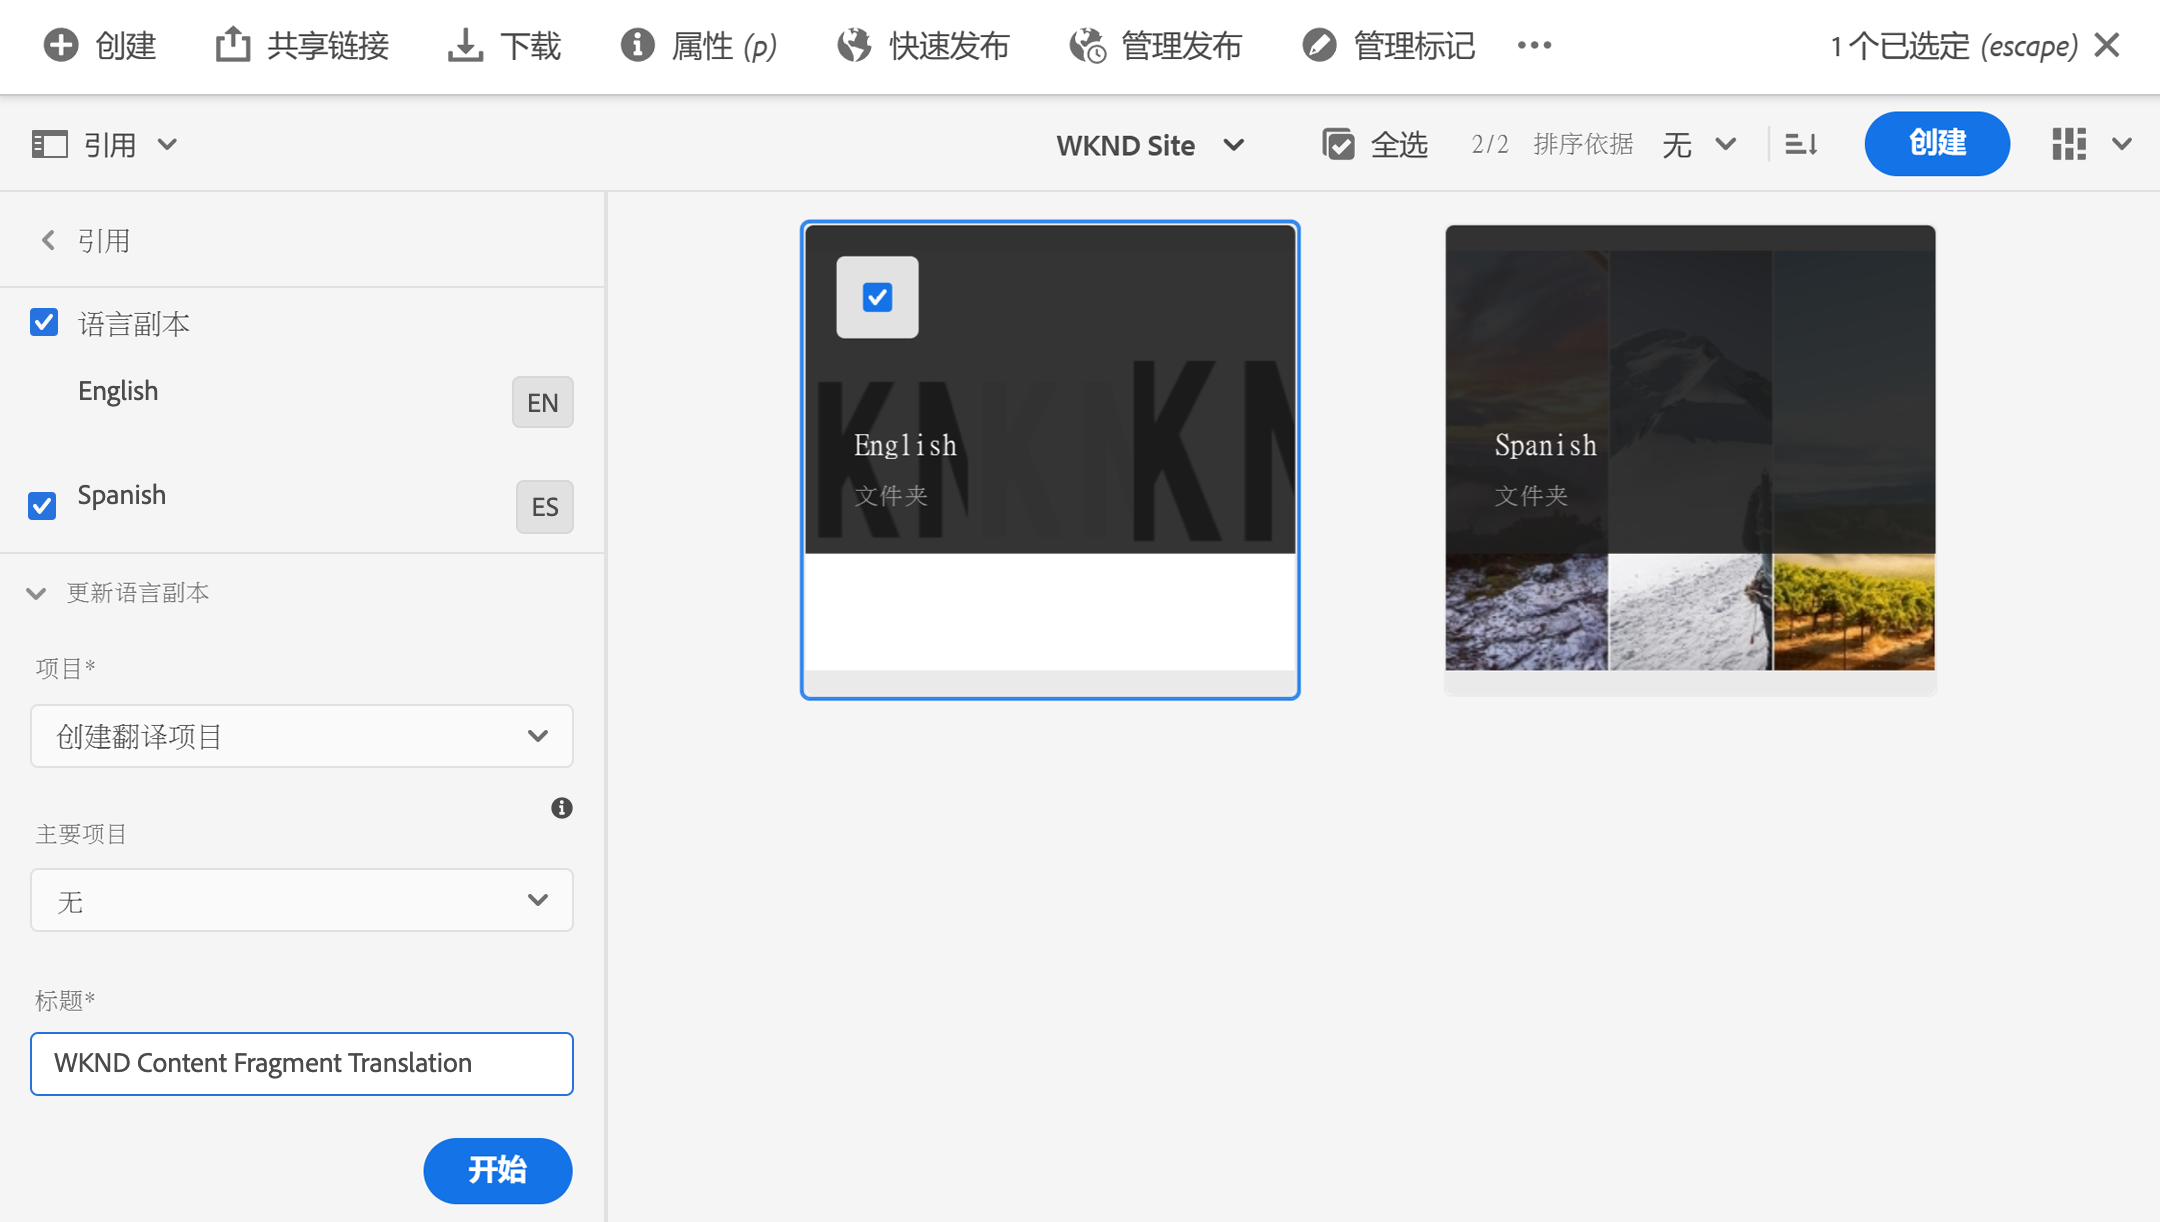 创建 共享链接 下载 属性 (p) 快速发布 管理发布 管理标记 1 个已选定 (escape)
引用 WKND Site 全选 2/2 排序依据 无 创建
引用
语言副本
English EN
Spanish ES
更新语言副本
项目*
创建翻译项目
主要项目
无
标题*
WKND Content Fragment Translation
开始
KN KN KN
English
文件夹
Spanish
文件夹